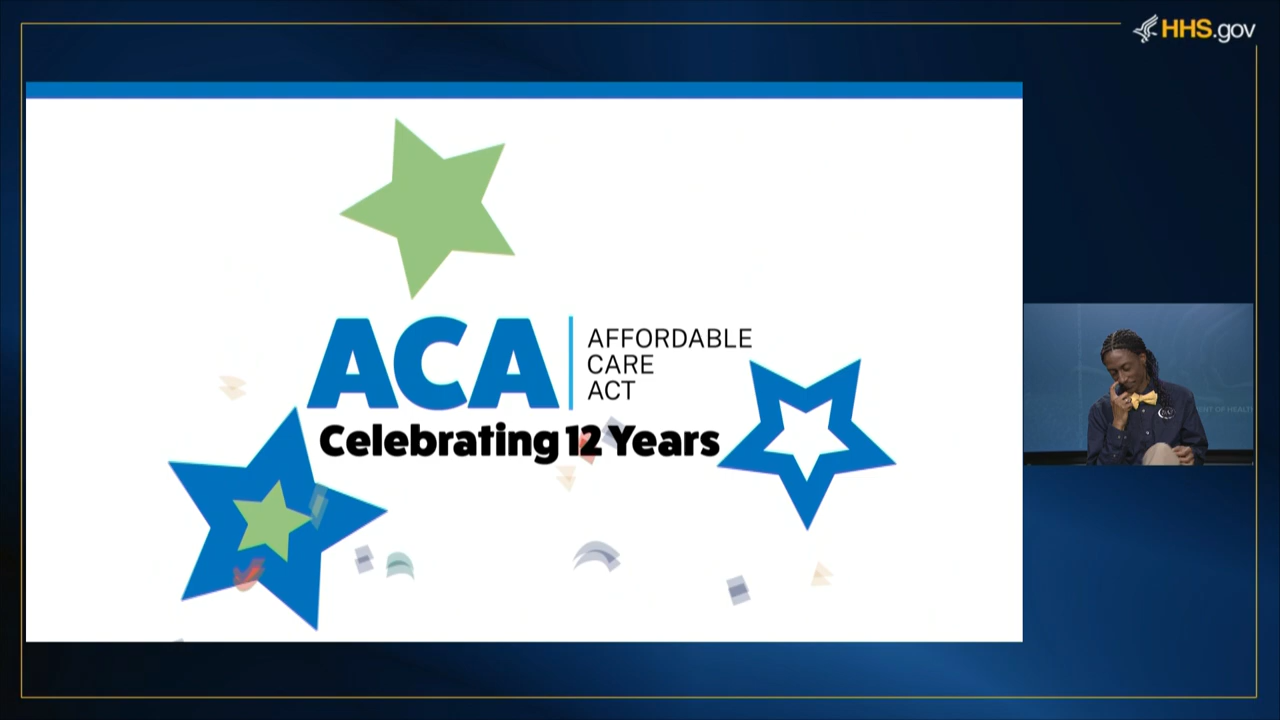 HHS.gov
ACA
AFFORDABLE
CARE
ACT
Celebrating 12 Years